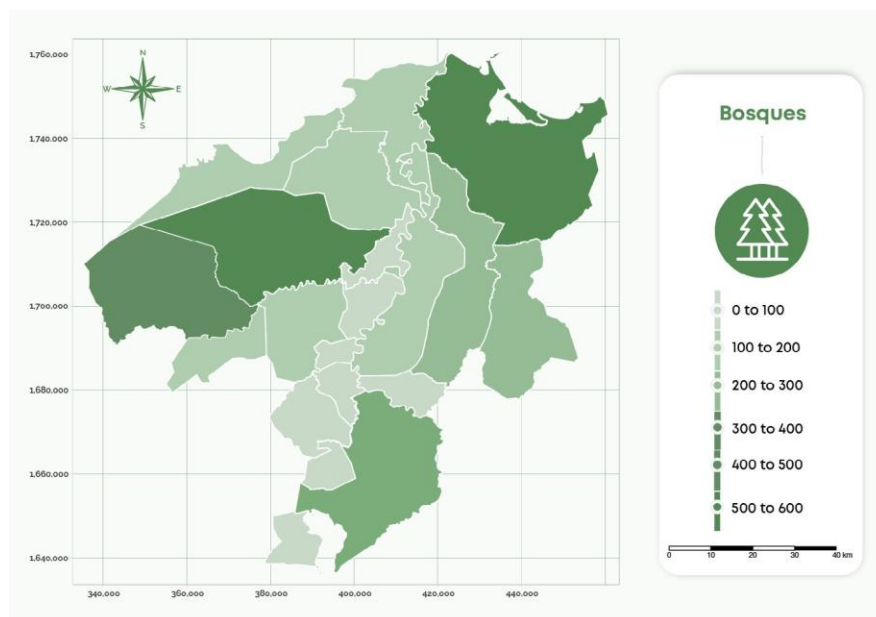 1,760.000
1,740.000
1,720.000
1,700.000
1,680.000
1,660.000
1,640.000
340.000
360.000
380.000
400.000
420.000
440.000
N
W
E
S
Bosques
0 to 100
100 to 200
200 to 300
300 to 400
400 to 500
500 to 600
0 10 20 30 40 km